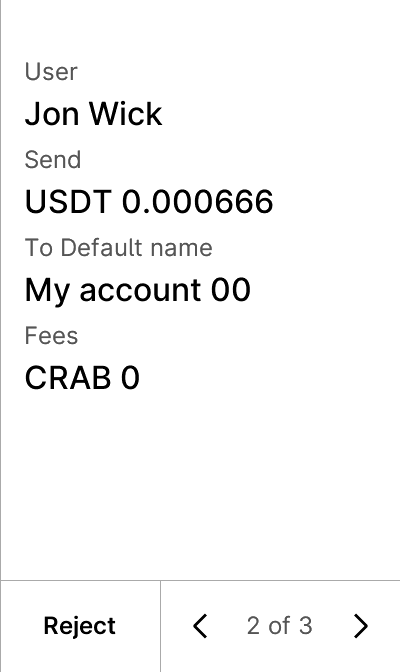 User
Jon Wick
Send
USDT 0.000666
To Default name
My account 00
Fees
CRAB 0
Reject
2 of 3